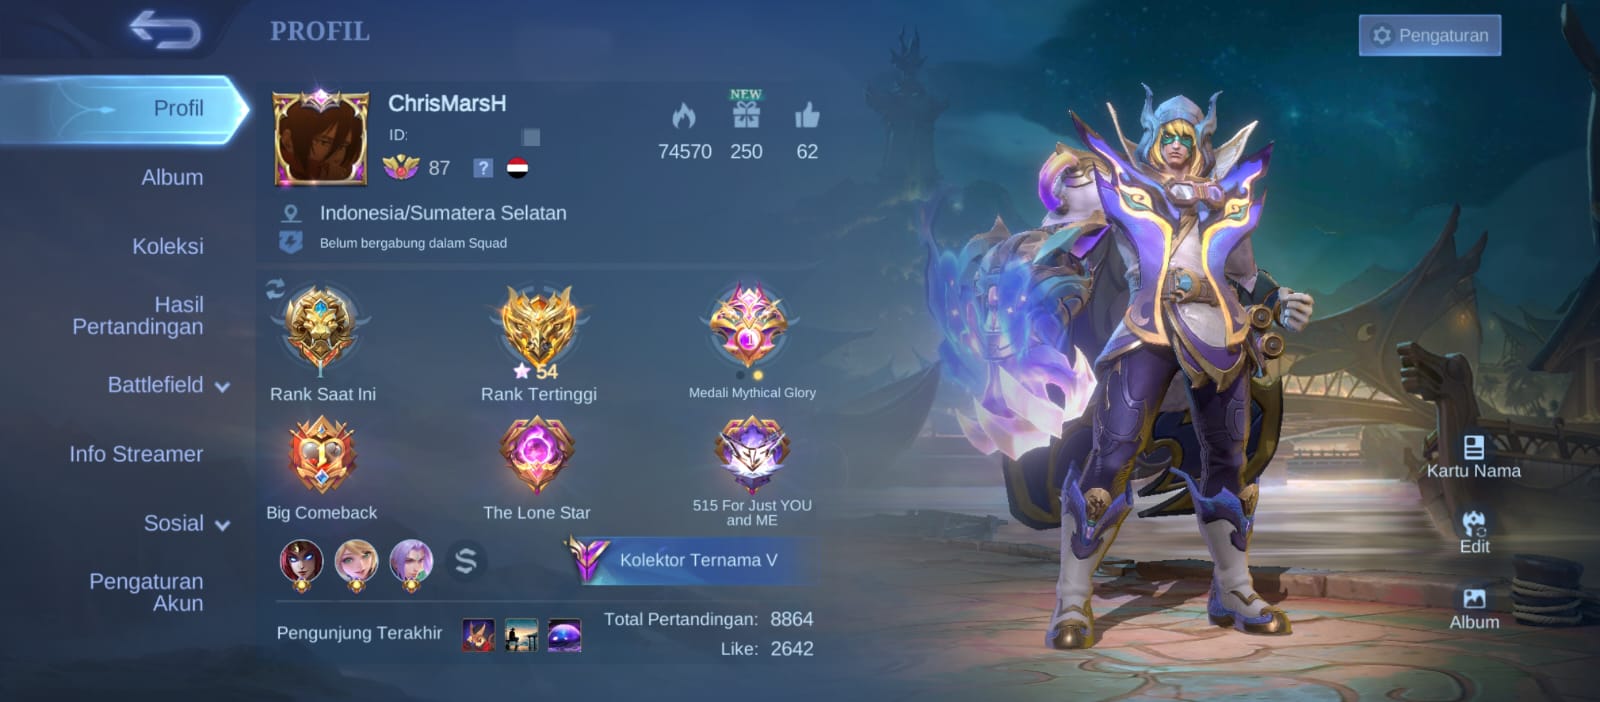 PROFIL
Pengaturan
Profil
Album
Koleksi
Hasil
Pertandingan
Battlefield
Info Streamer
Sosial
Pengaturan
Akun
ChrisMarsH
ID:
87
?
NEW
74570
250
62
Indonesia/Sumatera Selatan
Belum bergabung dalam Squad
I
54
1
Rank Saat Ini
Rank Tertinggi
Medali Mythical Glory
Big Comeback
The Lone Star
515 For Just YOU
and ME
Kolektor Ternama V
Pengunjung Terakhir
Total Pertandingan: 8864
Like: 2642
Kartu Nama
Edit
Album